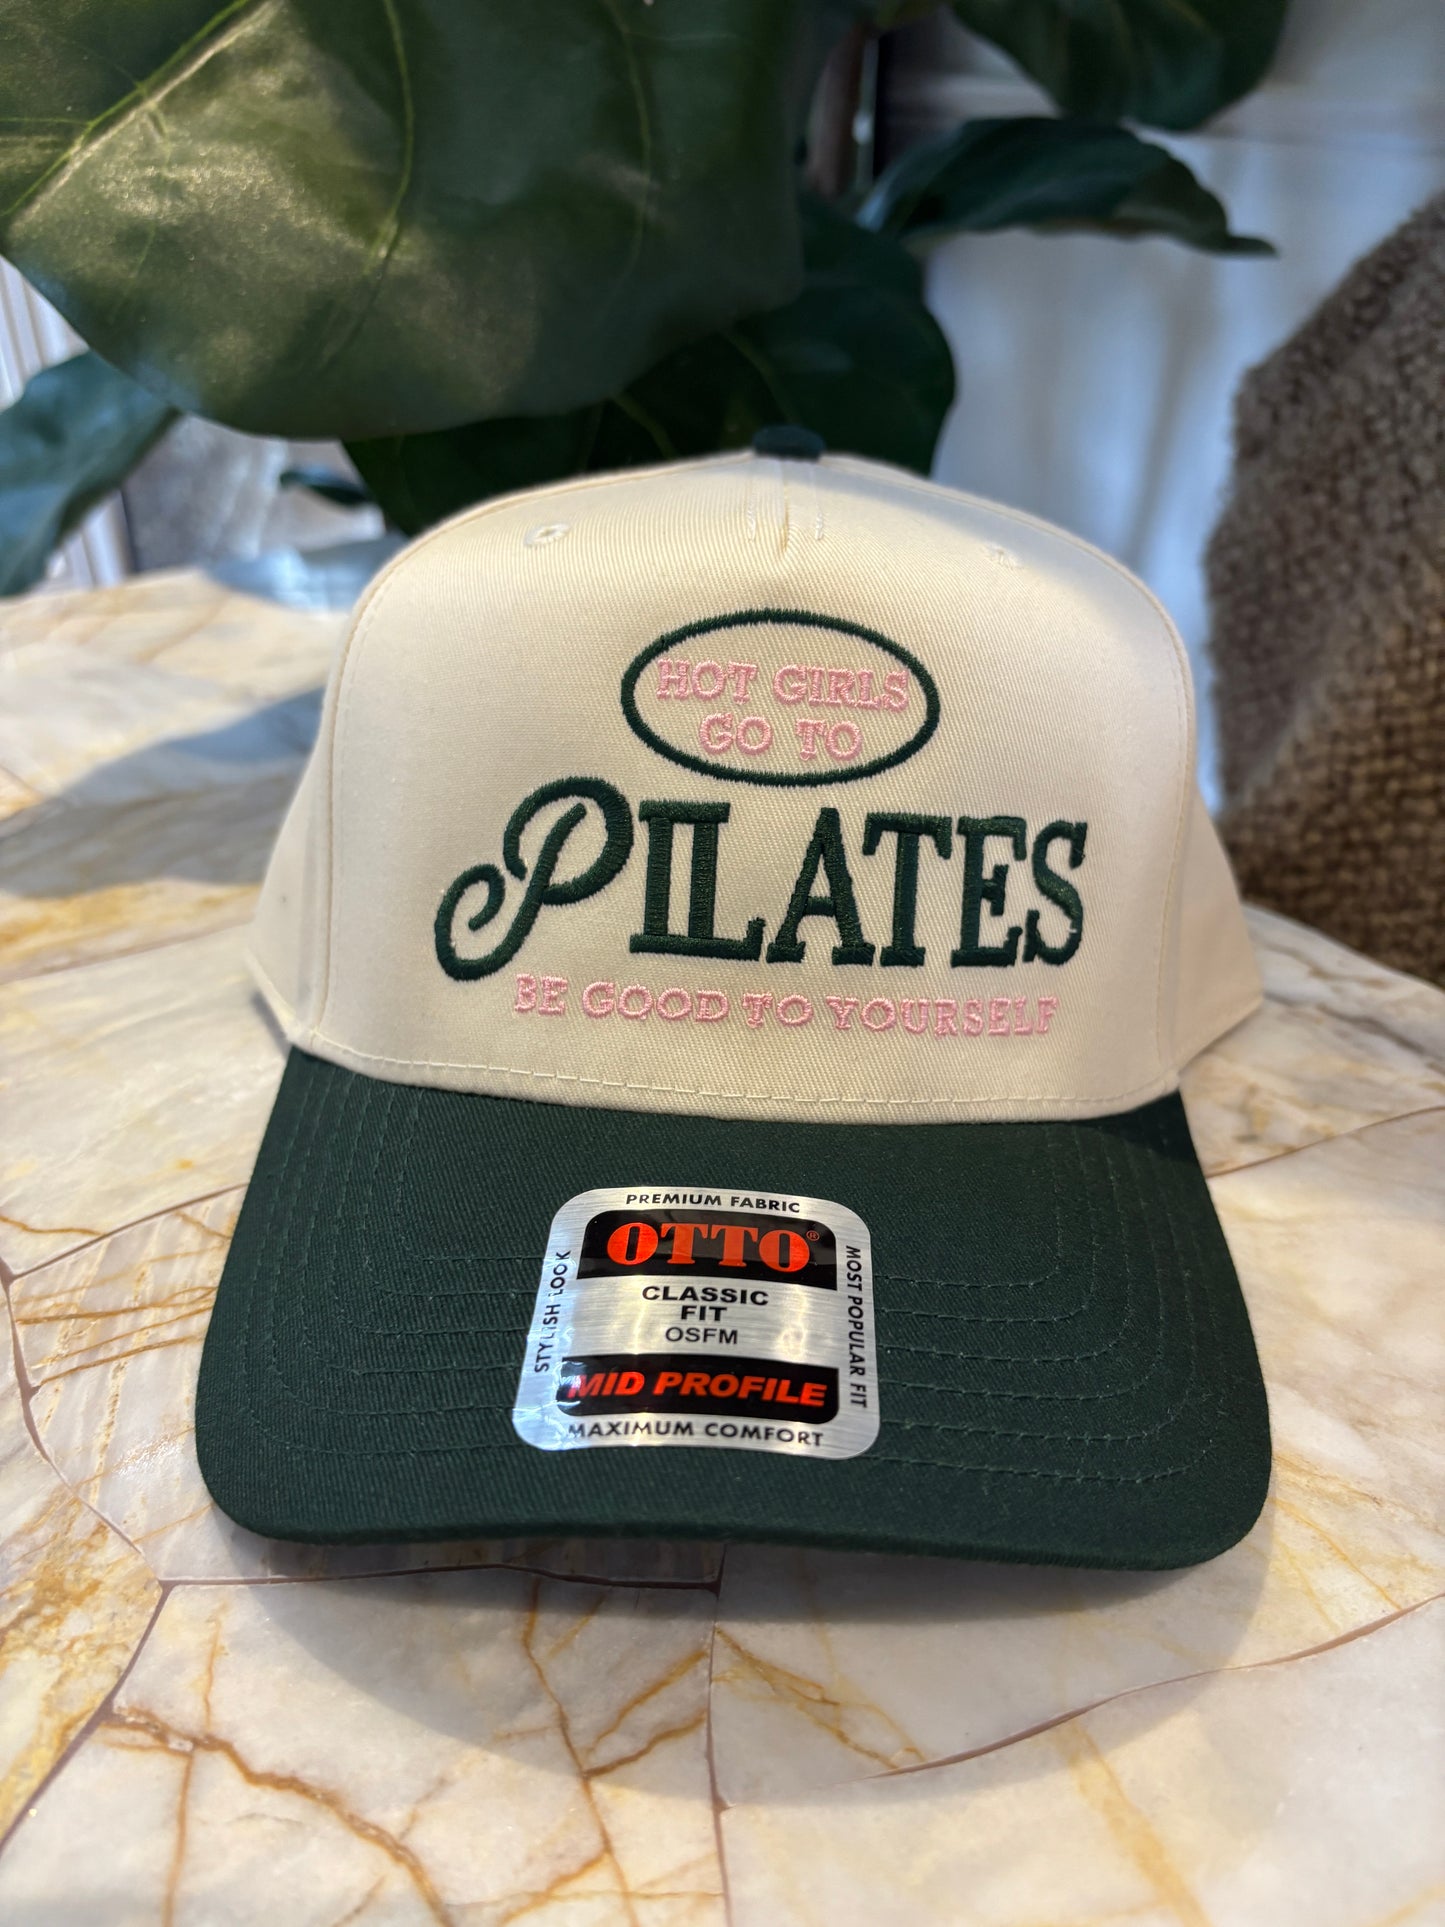 HOT GIRLS
GO TO
PILATES
BE GOOD TO YOURSELF
PREMIUM FABRIC
OTTO®
STYLISH LOOK
CLASSIC
FIT
OSFM
MOST POPULAR FIT
MID PROFILE
MAXIMUM COMFORT